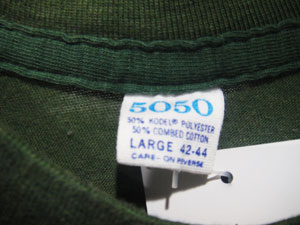 5050
50% KODEL® POLYESTER
50% COMBED COTTON
LARGE 42-44
CARE - ON REVERSE